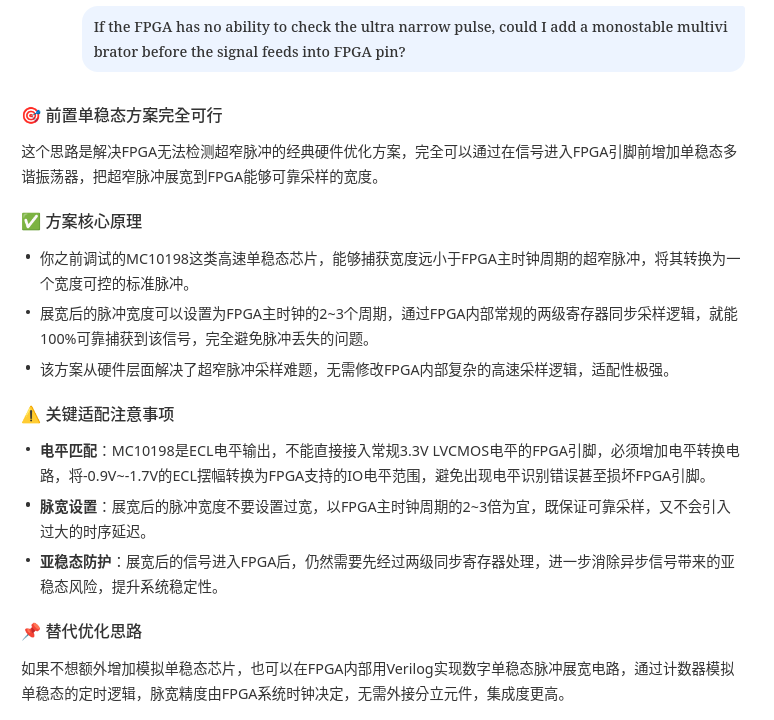 If the FPGA has no ability to check the ultra narrow pulse, could I add a monostable multivi
brator before the signal feeds into FPGA pin?
🎯 前置单稳态方案完全可行
这个思路是解决FPGA无法检测超窄脉冲的经典硬件优化方案，完全可以通过在信号进入FPGA引脚前增加单稳态多
谐振荡器，把超窄脉冲展宽到FPGA能够可靠采样的宽度。
✅ 方案核心原理
• 你之前调试的MC10198这类高速单稳态芯片，能够捕获宽度远小于FPGA主时钟周期的超窄脉冲，将其转换为一
个宽度可控的标准脉冲。
• 展宽后的脉冲宽度可以设置为FPGA主时钟的2~3个周期，通过FPGA内部常规的两级寄存器同步采样逻辑，就能
100%可靠捕获到该信号，完全避免脉冲丢失的问题。
• 该方案从硬件层面解决了超窄脉冲采样难题，无需修改FPGA内部复杂的高速采样逻辑，适配性极强。
⚠️ 关键适配注意事项
• 电平匹配：MC10198是ECL电平输出，不能直接接入常规3.3V LVCMOS电平的FPGA引脚，必须增加电平转换电
路，将-0.9V~-1.7V的ECL摆幅转换为FPGA支持的IO电平范围，避免出现电平识别错误甚至损坏FPGA引脚。
• 脉宽设置：展宽后的脉冲宽度不要设置过宽，以FPGA主时钟周期的2~3倍为宜，既保证可靠采样，又不会引入
过大的时序延迟。
• 亚稳态防护：展宽后的信号进入FPGA后，仍然需要先经过两级同步寄存器处理，进一步消除异步信号带来的亚
稳态风险，提升系统稳定性。
📌 替代优化思路
如果不想额外增加模拟单稳态芯片，也可以在FPGA内部用Verilog实现数字单稳态脉冲展宽电路，通过计数器模拟
单稳态的定时逻辑，脉宽精度由FPGA系统时钟决定，无需外接分立元件，集成度更高。